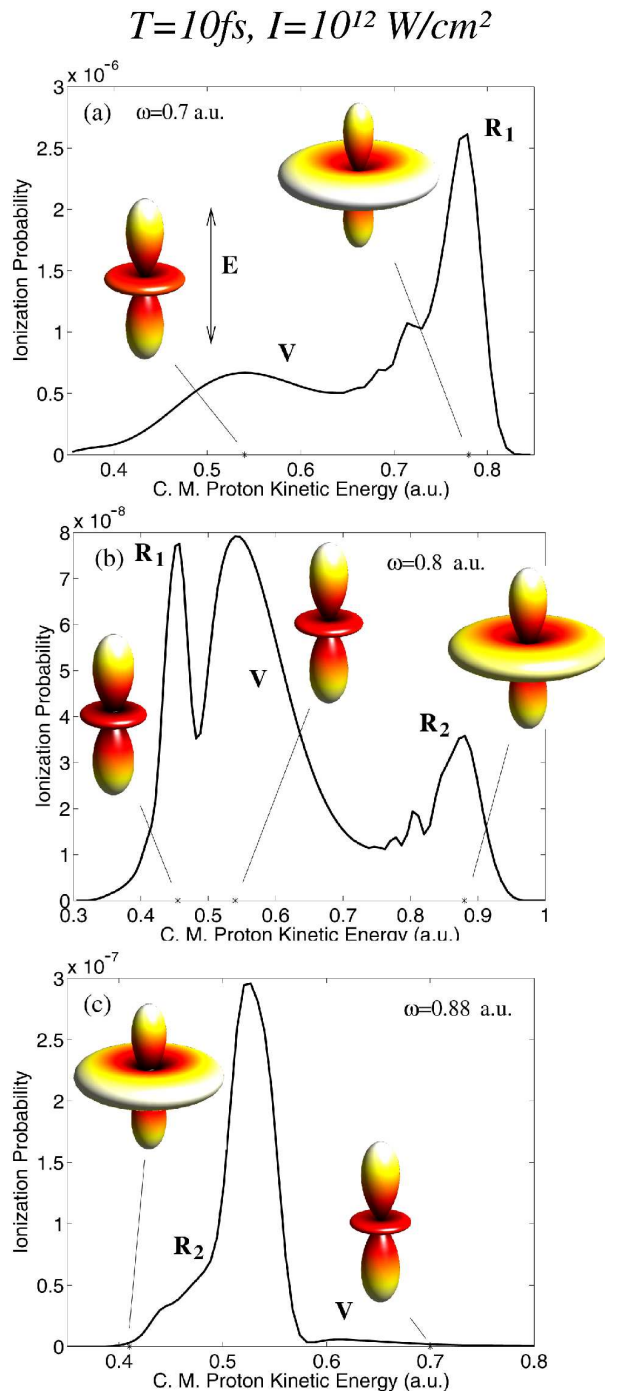 T=10fs, I=10¹² W/cm²
x 10⁻⁶
3
(a) ω=0.7 a.u.
R₁
2.5
2
E
1.5
1
V
0.5
0
Ionization Probability
0.4 0.5 0.6 0.7 0.8
C. M. Proton Kinetic Energy (a.u.)
x 10⁻⁸
8
(b) ω=0.8 a.u.
R₁
7
6
5
V
4
R₂
3
2
1
0
Ionization Probability
0.3 0.4 0.5 0.6 0.7 0.8 0.9 1
C. M. Proton Kinetic Energy (a.u.)
x 10⁻⁷
3
(c) ω=0.88 a.u.
2.5
2
1.5
1
R₂
0.5
V
0
Ionization Probability
0.4 0.5 0.6 0.7 0.8
C. M. Proton Kinetic Energy (a.u.)